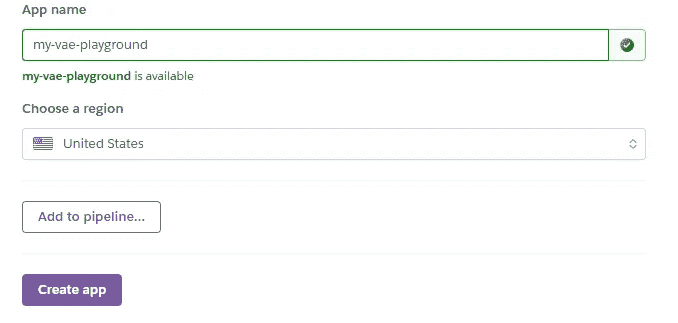 App name
my-vae-playground
my-vae-playground is available
Choose a region
United States
Add to pipeline...
Create app